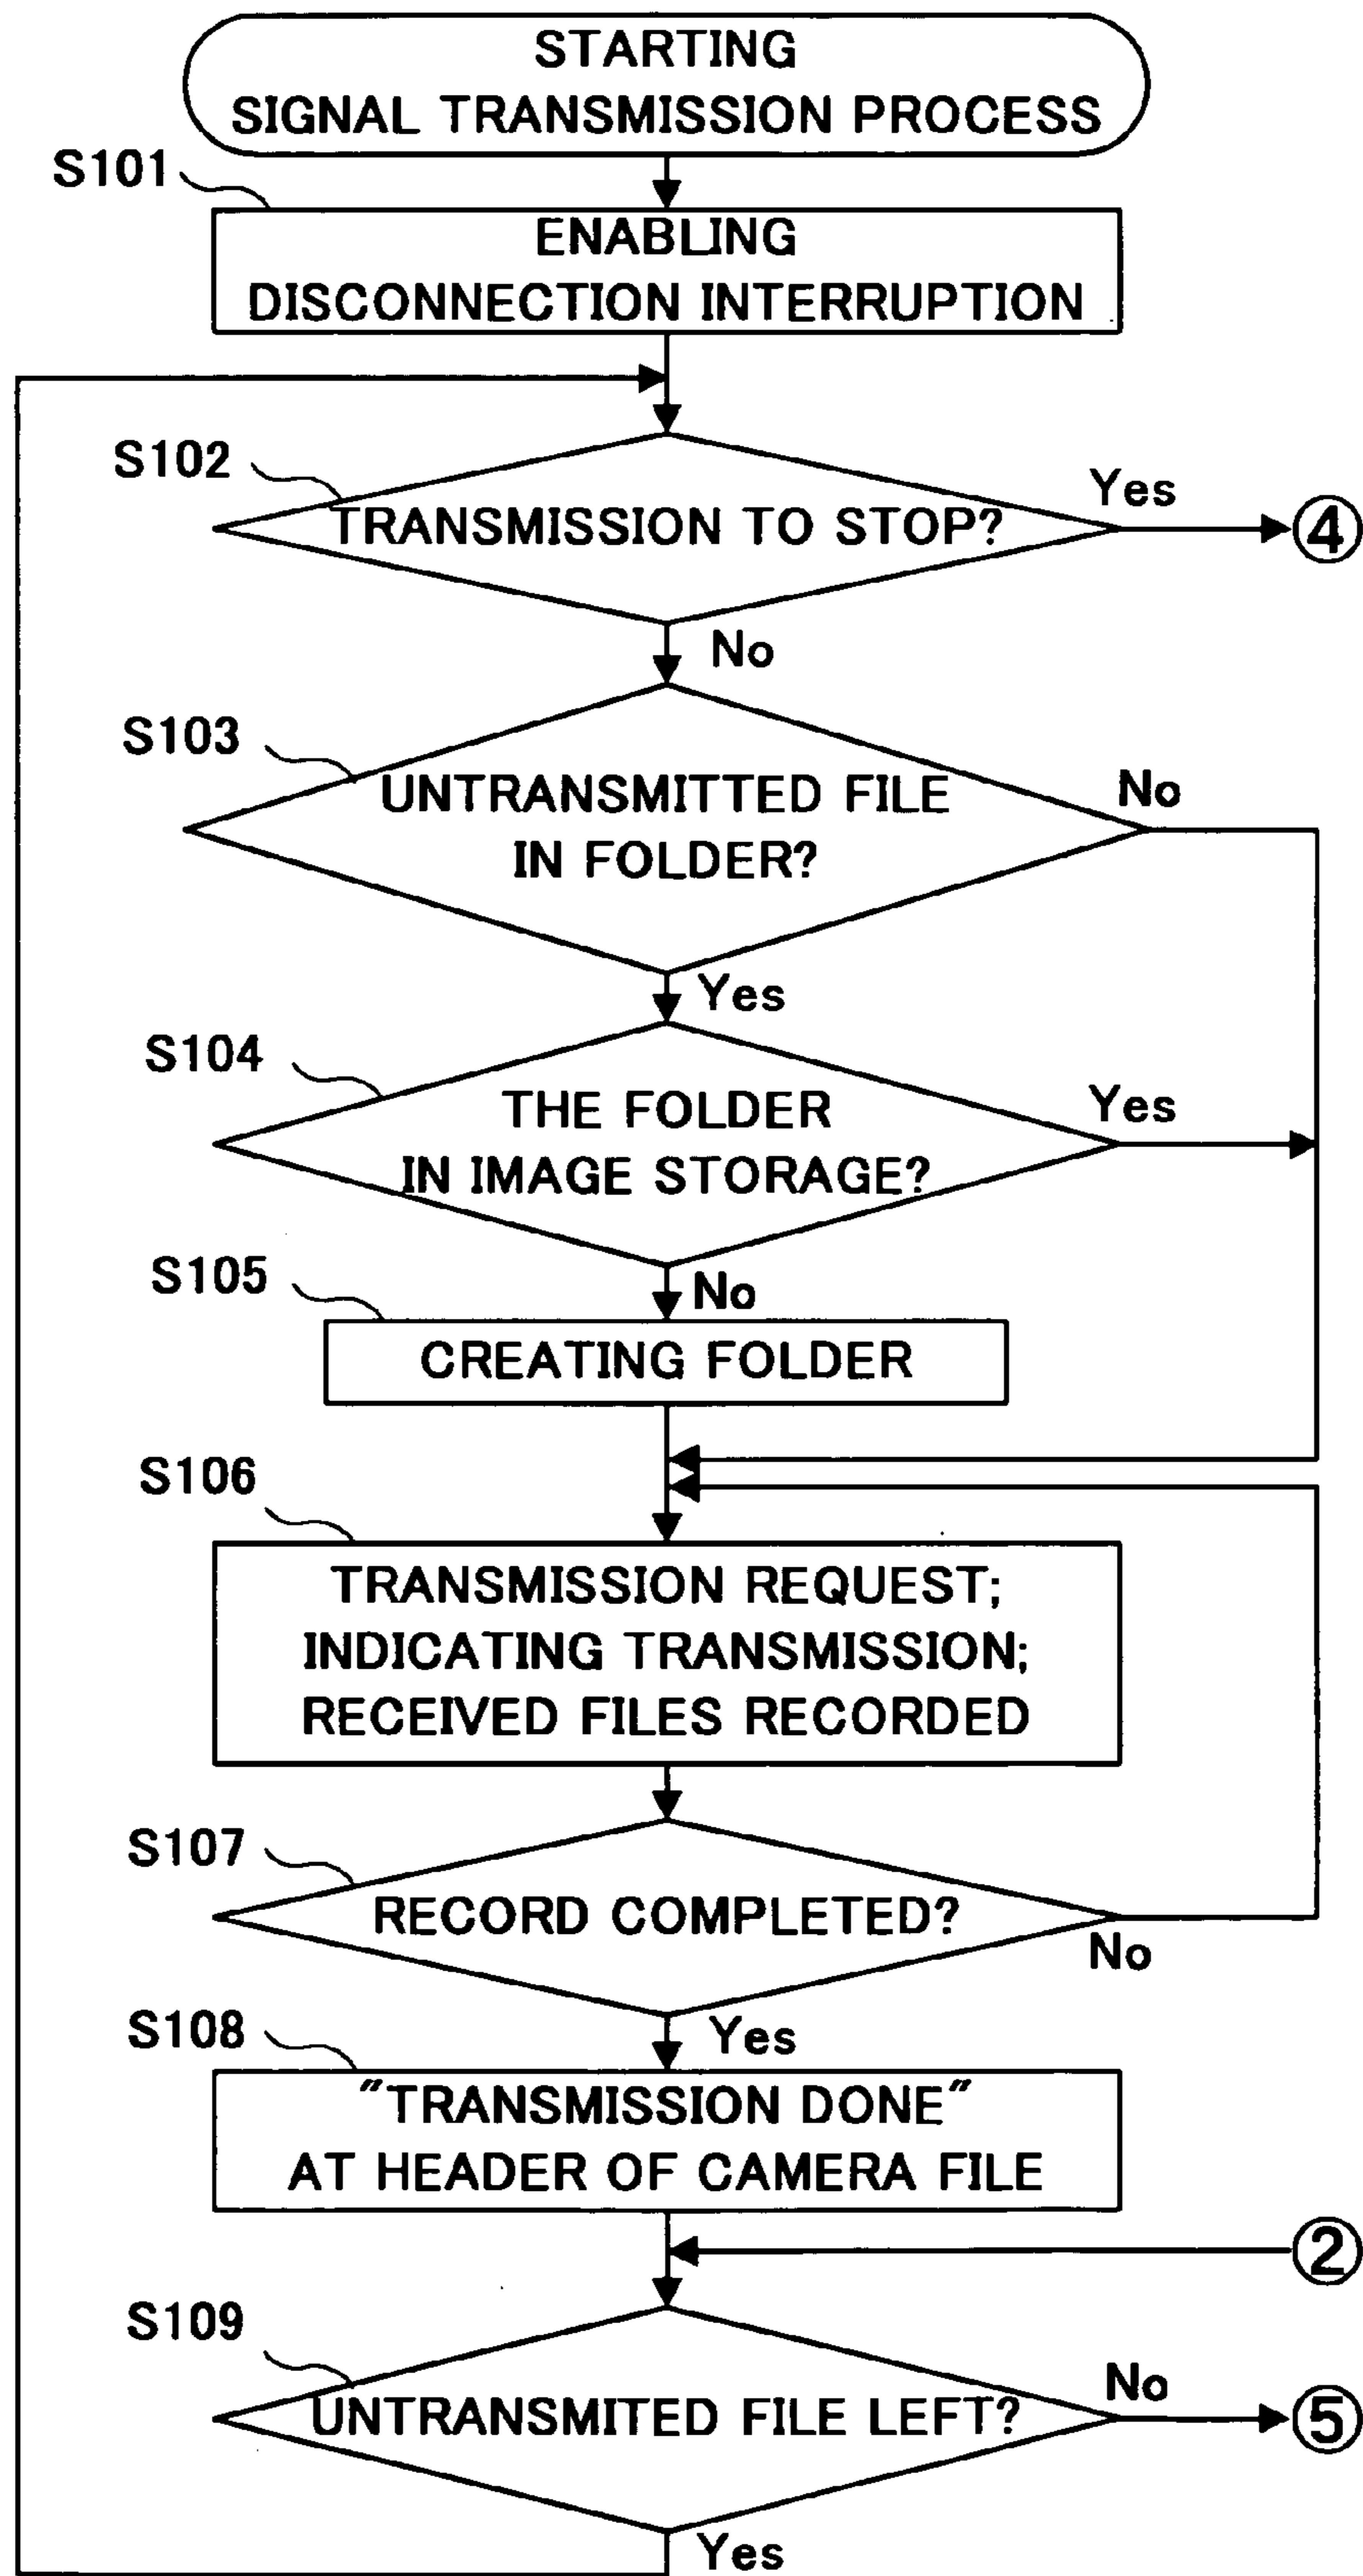 STARTING
SIGNAL TRANSMISSION PROCESS
S101
ENABLING
DISCONNECTION INTERRUPTION
S102
TRANSMISSION TO STOP?
Yes
④
No
S103
UNTRANSMITTED FILE
IN FOLDER?
No
Yes
S104
THE FOLDER
IN IMAGE STORAGE?
Yes
No
S105
CREATING FOLDER
S106
TRANSMISSION REQUEST;
INDICATING TRANSMISSION;
RECEIVED FILES RECORDED
S107
RECORD COMPLETED?
No
Yes
S108
"TRANSMISSION DONE"
AT HEADER OF CAMERA FILE
②
S109
UNTRANSMITED FILE LEFT?
No
⑤
Yes